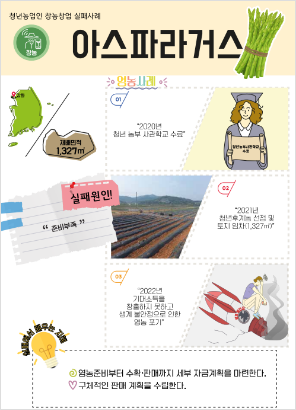 청년농업인 창농창업 실패사례
창농
아스파라거스
영농사례
재배면적
1,327㎡
01
"2020년
청년 농부 사관학교 수료"
청년농부사관학교
수료
실패원인!
"준비부족"
02
"2021년
청년후계농 선정 및
토지 임차(1,327㎡)"
03
"2022년
기대소득을
창출하지 못하고
생계 불안정으로 인한
영농 포기"
실패에서 배우는 교훈
영농준비부터 수확·판매까지 세부 자금계획을 마련한다.
구체적인 판매 계획을 수립한다.